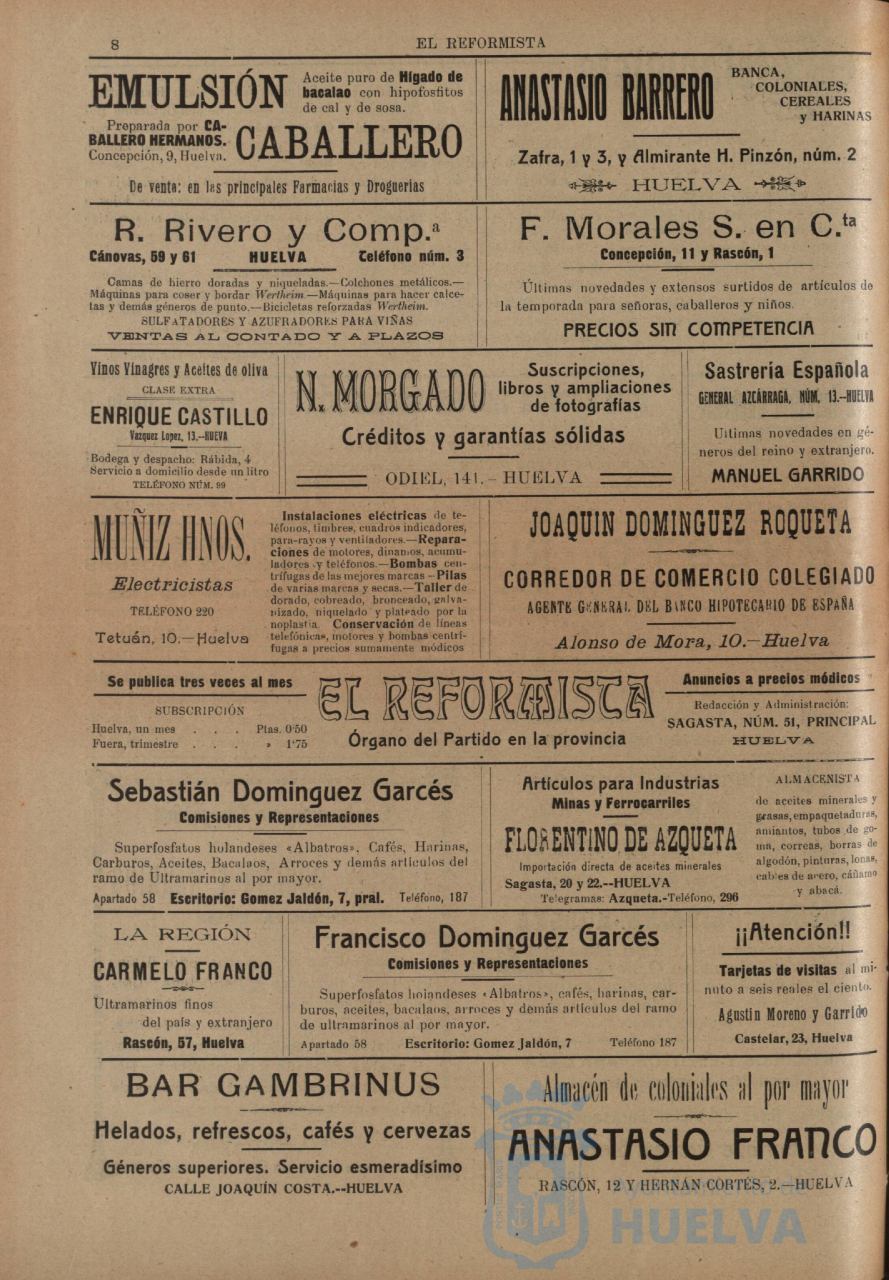 8
EL REFORMISTA
EMULSIÓN
Aceite puro de Hígado de
bacalao con hipofosfitos
de cal y de sosa.
Preparada por CA-
BALLERO HERMANOS.
Concepción, 9, Huelva.
CABALLERO
De venta: en las principales Farmacias y Droguerias
ANASTASIO BARRERO
BANCA,
COLONIALES,
CEREALES
y HARINAS
Zafra, 1 y 3, y Almirante H. Pinzón, núm. 2
HUELVA
R. Rivero y Comp.ª
Cánovas, 59 y 61 HUELVA Teléfono núm. 3
Camas de hierro doradas y niqueladas.—Colchones metálicos.—
Máquinas para coser y bordar Wertheim.—Máquinas para hacer calce-
tas y demás géneros de punto.—Bicicletas reforzadas Wertheim.
SULFATADORES Y AZUFRADORES PARA VIÑAS
VENTAS AL CONTADO Y A PLAZOS
F. Morales S. en C.ta
Concepción, 11 y Rascón, 1
Últimas novedades y extensos surtidos de artículos de
la temporada para señoras, caballeros y niños.
PRECIOS SIN COMPETENCIA
Vinos Vinagres y Aceites de oliva
CLASE EXTRA
ENRIQUE CASTILLO
Vazquez Lopez, 13.--HUEVA
Bodega y despacho: Rábida, 4
Servicio a domicilio desde un litro
TELÉFONO NÚM. 99
N. MORGADO
Suscripciones,
libros y ampliaciones
de fotografías
Créditos y garantías sólidas
ODIEL, 141.- HUELVA
Sastrería Española
GENERAL AZCÁRRAGA, NÚM, 13.--HUELVA
Ultimas novedades en gé-
neros del reino y extranjero.
MANUEL GARRIDO
MUÑIZ HNOS.
Electricistas
TELÉFONO 220
Tetuán, 10.—Huelva
Instalaciones eléctricas de te-
léfonos, timbres, cuadros indicadores,
para-rayos y ventiladores.—Repara-
ciones de motores, dinamos, acumu-
ladores y teléfonos.—Bombas cen-
trífugas de las mejores marcas—Pilas
de varias marcas y secas.—Taller de
dorado, cobreado, bronceado, galva-
nizado, niquelado y plateado por la
noplastia. Conservación de líneas
telefónicas, motores y bombas centrí-
fugas a precios sumamente módicos
JOAQUIN DOMINGUEZ ROQUETA
CORREDOR DE COMERCIO COLEGIADO
AGENTE GENERAL DEL BANCO HIPOTECARIO DE ESPAÑA
Alonso de Mora, 10.—Huelva
Se publica tres veces al mes
SUBSCRIPCIÓN
Huelva, un mes . . . Ptas. 0'50
Fuera, trimestre . . . » 1'75
EL REFORMISTA
Órgano del Partido en la provincia
Anuncios a precios módicos
Redacción y Administración:
SAGASTA, NÚM. 51, PRINCIPAL
HUELVA
Sebastián Dominguez Garcés
Comisiones y Representaciones
Superfosfatos holandeses «Albatros», Cafés, Harinas,
Carburos, Aceites, Bacalaos, Arroces y demás artículos del
ramo de Ultramarinos al por mayor.
Apartado 58 Escritorio: Gomez Jaldón, 7, pral. Teléfono, 187
Artículos para Industrias
Minas y Ferrocarriles
FLORENTINO DE AZQUETA
Importación directa de aceites minerales
Sagasta, 20 y 22.--HUELVA
Telegramas: Azqueta.-Teléfono, 296
ALMACENISTA
de aceites minerales y
grasas, empaquetaduras,
amiantos, tubos de go-
ma, correas, borras de
algodón, pinturas, lonas,
cables de acero, cáñamo
y abacá.
LA REGIÓN
CARMELO FRANCO
Ultramarinos finos
del país y extranjero
Rascón, 57, Huelva
Francisco Dominguez Garcés
Comisiones y Representaciones
Superfosfatos holandeses «Albatros», cafés, harinas, car-
buros, aceites, bacalaos, arroces y demás artículos del ramo
de ultramarinos al por mayor.
Apartado 58 Escritorio: Gomez Jaldón, 7 Teléfono 187
¡¡Atención!!
Tarjetas de visitas al mi-
nuto a seis reales el ciento.
Agustin Moreno y Garrido
Castelar, 23, Huelva
BAR GAMBRINUS
Helados, refrescos, cafés y cervezas
Géneros superiores. Servicio esmeradísimo
CALLE JOAQUÍN COSTA.--HUELVA
Almacén de coloniales al por mayor
ANASTASIO FRANCO
RASCÓN, 12 Y HERNÁN CORTÉS, 2.—HUELVA
HUELVA